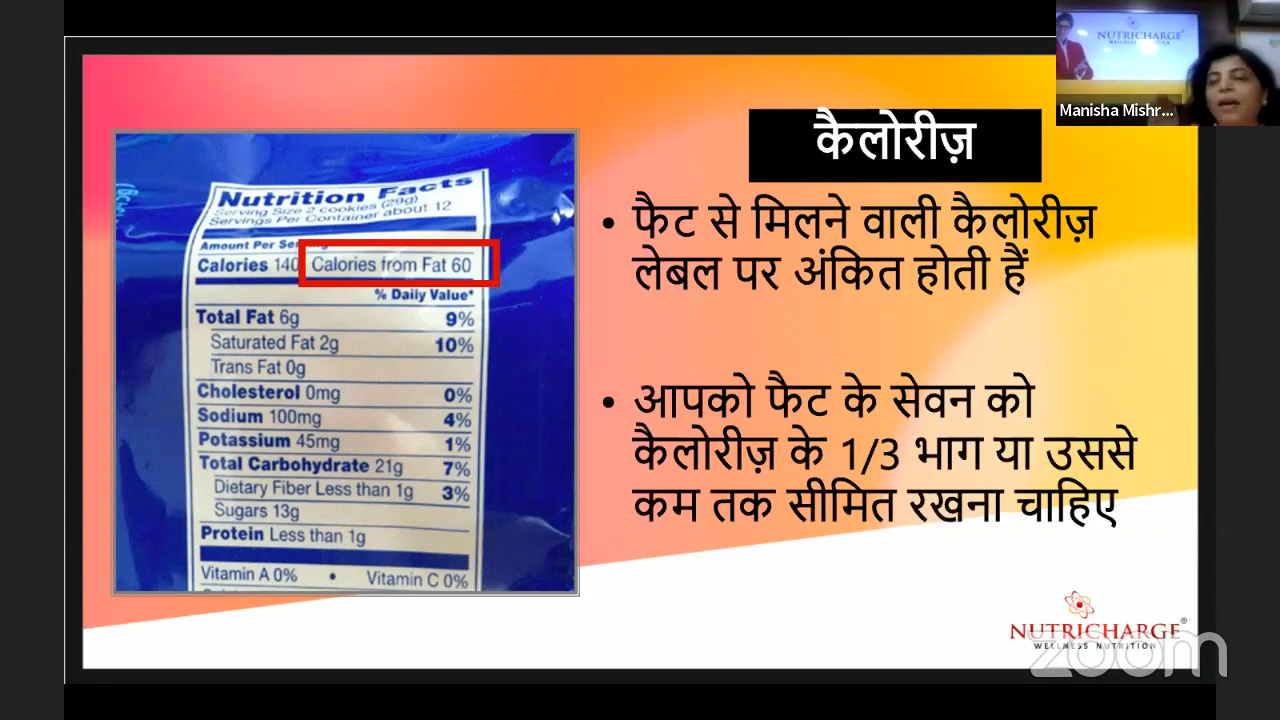 NUTRICHARGE
WELLNESS NUTRITION
Manisha Mishr...
कैलोरीज़
• फैट से मिलने वाली कैलोरीज़
लेबल पर अंकित होती हैं
• आपको फैट के सेवन को
कैलोरीज़ के 1/3 भाग या उससे
कम तक सीमित रखना चाहिए
Nutrition Facts
Serving Size 2 cookies (29g)
Servings Per Container about 12
Amount Per
Calories 140 Calories from Fat 60
% Daily Value*
Total Fat 6g 9%
Saturated Fat 2g 10%
Trans Fat 0g
Cholesterol 0mg 0%
Sodium 100mg 4%
Potassium 45mg 1%
Total Carbohydrate 21g 7%
Dietary Fiber Less than 1g 3%
Sugars 13g
Protein Less than 1g
Vitamin A 0% • Vitamin C 0%
NUTRICHARGE®
WELLNESS NUTRITION
zoom